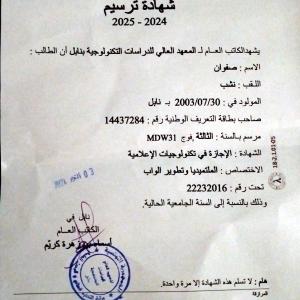 شهادة ترسيم
2025 - 2024
يشهد الكاتب العام لـ المعهد العالي للدراسات التكنولوجية بنابل أن الطالب :
الاسم : صفوان
اللقب : نشب
المولود في : 2003/07/30 بـ نابل
صاحب بطاقة التعريف الوطنية رقم : 14437284
مرسم بالسنة : الثالثة ,فوج MDW31
الشهادة : الإجازة في تكنولوجيات الإعلامية
الاختصاص : الملتميديا وتطوير الواب
تحت رقم : 22232016
وذلك بالنسبة إلى السنة الجامعية الحالية.
نابل في
الكاتب العام
هام : لا تسلم هذه الشهادة إلا مرة واحدة.